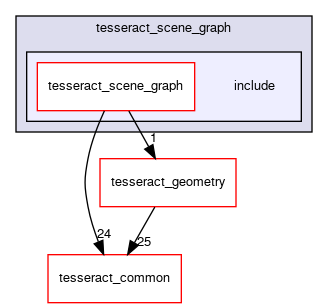 tesseract_scene_graph
tesseract_scene_graph
include
1
tesseract_geometry
24
25
tesseract_common